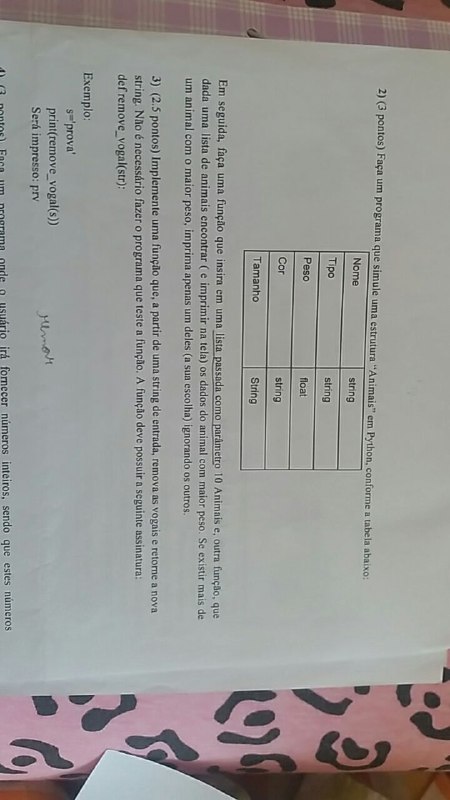 2) (3 pontos) Faça um programa que simule uma estrutura “Animais” em Python, conforme a tabela abaixo:
Nome string
Tipo string
Peso float
Cor string
Tamanho String
Em seguida, faça uma função que insira em uma lista passada como parâmetro 10 Animais e, outra função, que
dada uma lista de animais encontrar ( e imprimir na tela) os dados do animal com maior peso. Se existir mais de
um animal com o maior peso, imprima apenas um deles (a sua escolha) ignorando os outros.
3) (2.5 pontos) Implemente uma função que, a partir de uma string de entrada, remova as vogais e retorne a nova
string. Não é necessário fazer o programa que teste a função. A função deve possuir a seguinte assinatura:
def remove_vogal(str):
Exemplo:
s='prova'
print(remove_vogal(s))
Será impresso: prv
4) (3 pontos) Faça um programa onde o usuário irá fornecer números inteiros, sendo que estes números